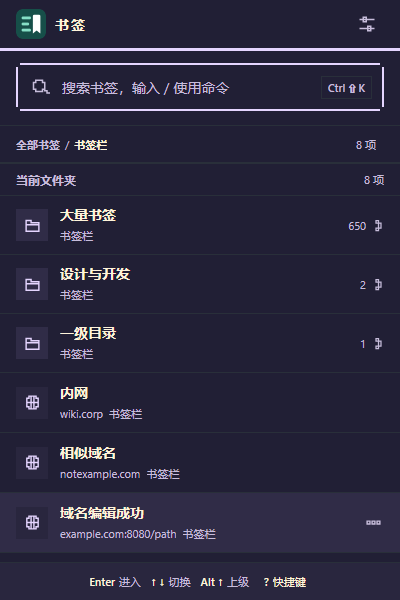 书签
搜索书签，输入 / 使用命令 Ctrl ⇧ K
全部书签 / 书签栏 8 项
当前文件夹 8 项
大量书签
书签栏 650
设计与开发
书签栏 2
一级目录
书签栏 1
内网
wiki.corp 书签栏
相似域名
notexample.com 书签栏
域名编辑成功
example.com:8080/path 书签栏
Enter 进入 ↑↓ 切换 Alt ↑ 上级 ? 快捷键